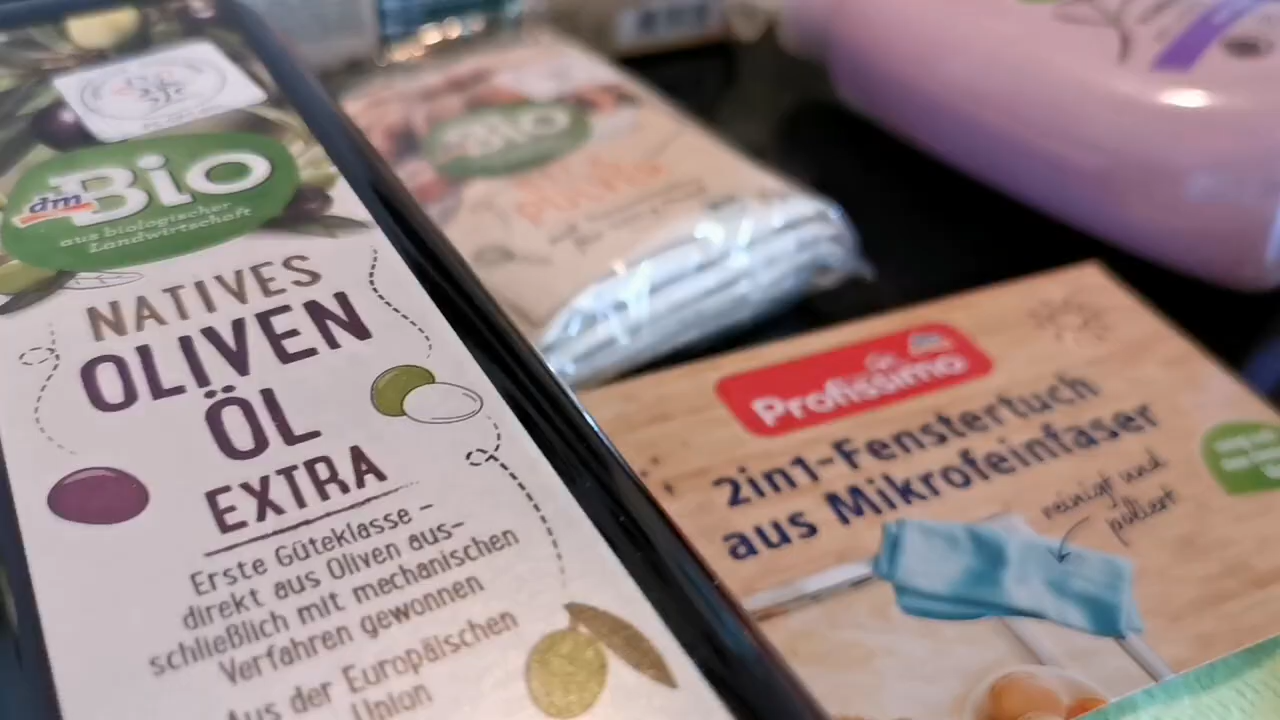 dm
Bio
aus biologischer
Landwirtschaft
NATIVES
OLIVEN
ÖL
EXTRA
Erste Güteklasse –
direkt aus Oliven aus-
schließlich mit mechanischen
Verfahren gewonnen
Aus der Europäischen
Union
Bio
Profissimo
2in1-Fenstertuch
aus Mikrofeinfaser
reinigt und
poliert